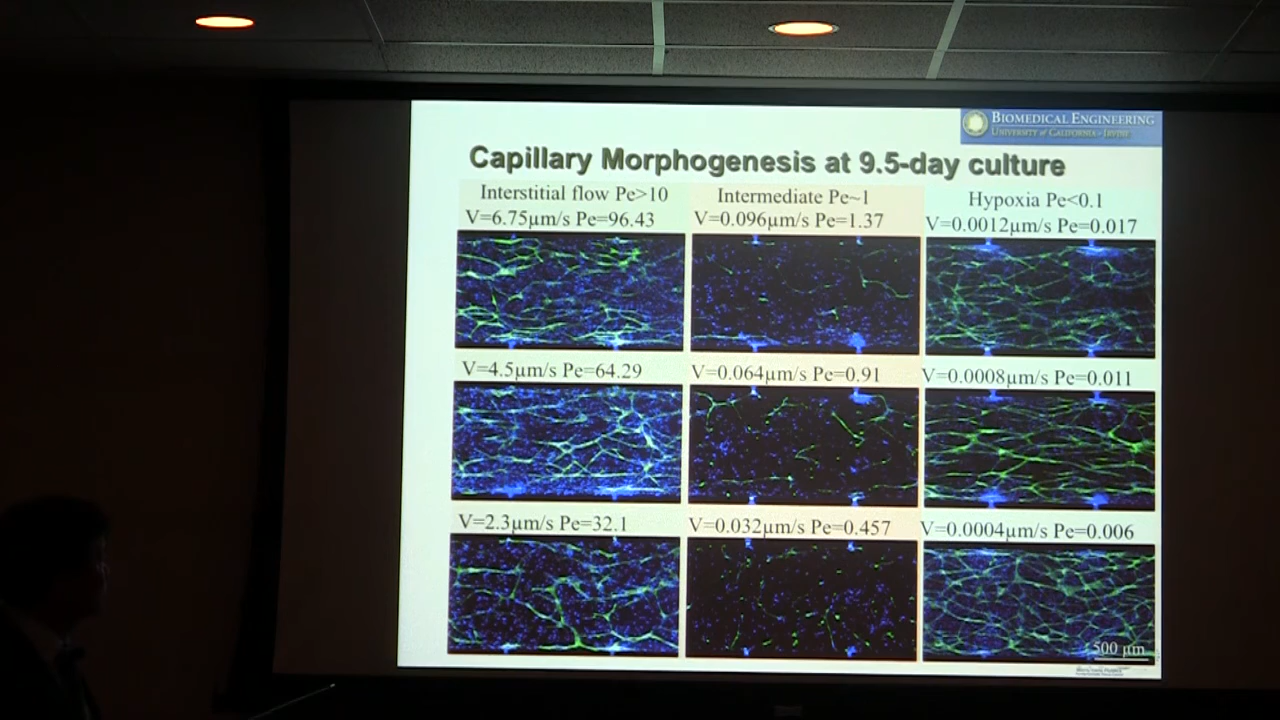 BIOMEDICAL ENGINEERING
UNIVERSITY of CALIFORNIA • IRVINE
Capillary Morphogenesis at 9.5-day culture
Interstitial flow Pe>10
V=6.75µm/s Pe=96.43
Intermediate Pe~1
V=0.096µm/s Pe=1.37
Hypoxia Pe<0.1
V=0.0012µm/s Pe=0.017
V=4.5µm/s Pe=64.29
V=0.064µm/s Pe=0.91
V=0.0008µm/s Pe=0.011
V=2.3µm/s Pe=32.1
V=0.032µm/s Pe=0.457
V=0.0004µm/s Pe=0.006
500 µm